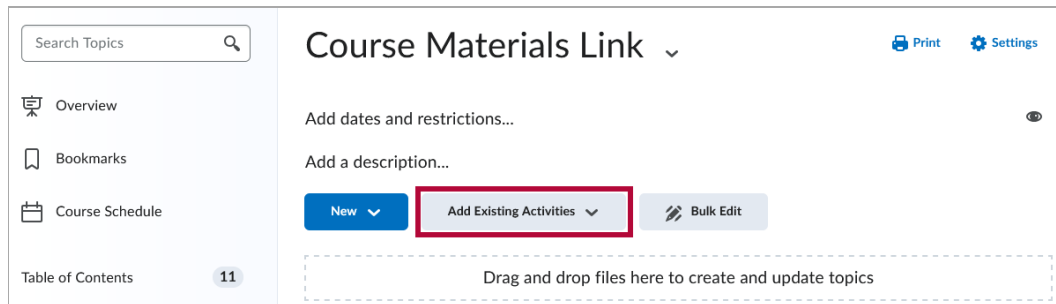 Search Topics
Overview
Bookmarks
Course Schedule
Table of Contents 11
Course Materials Link
Print Settings
Add dates and restrictions...
Add a description...
New Add Existing Activities Bulk Edit
Drag and drop files here to create and update topics